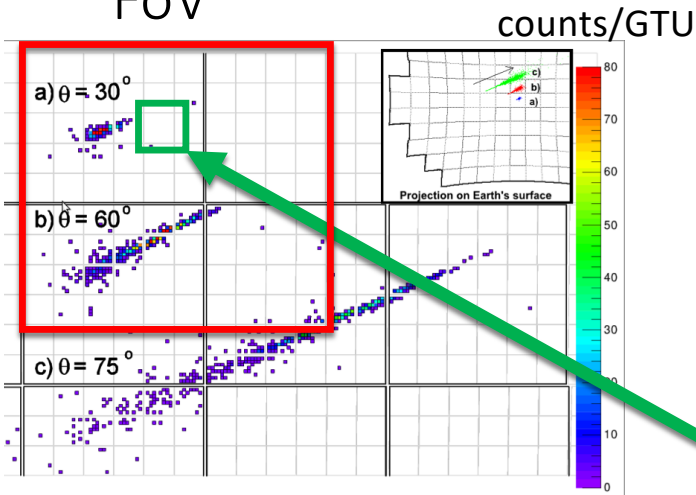 FoV
counts/GTU
a) θ = 30°
b) θ = 60°
c) θ = 75°
c)
b)
a)
Projection on Earth's surface
80
70
60
50
40
30
20
10
0